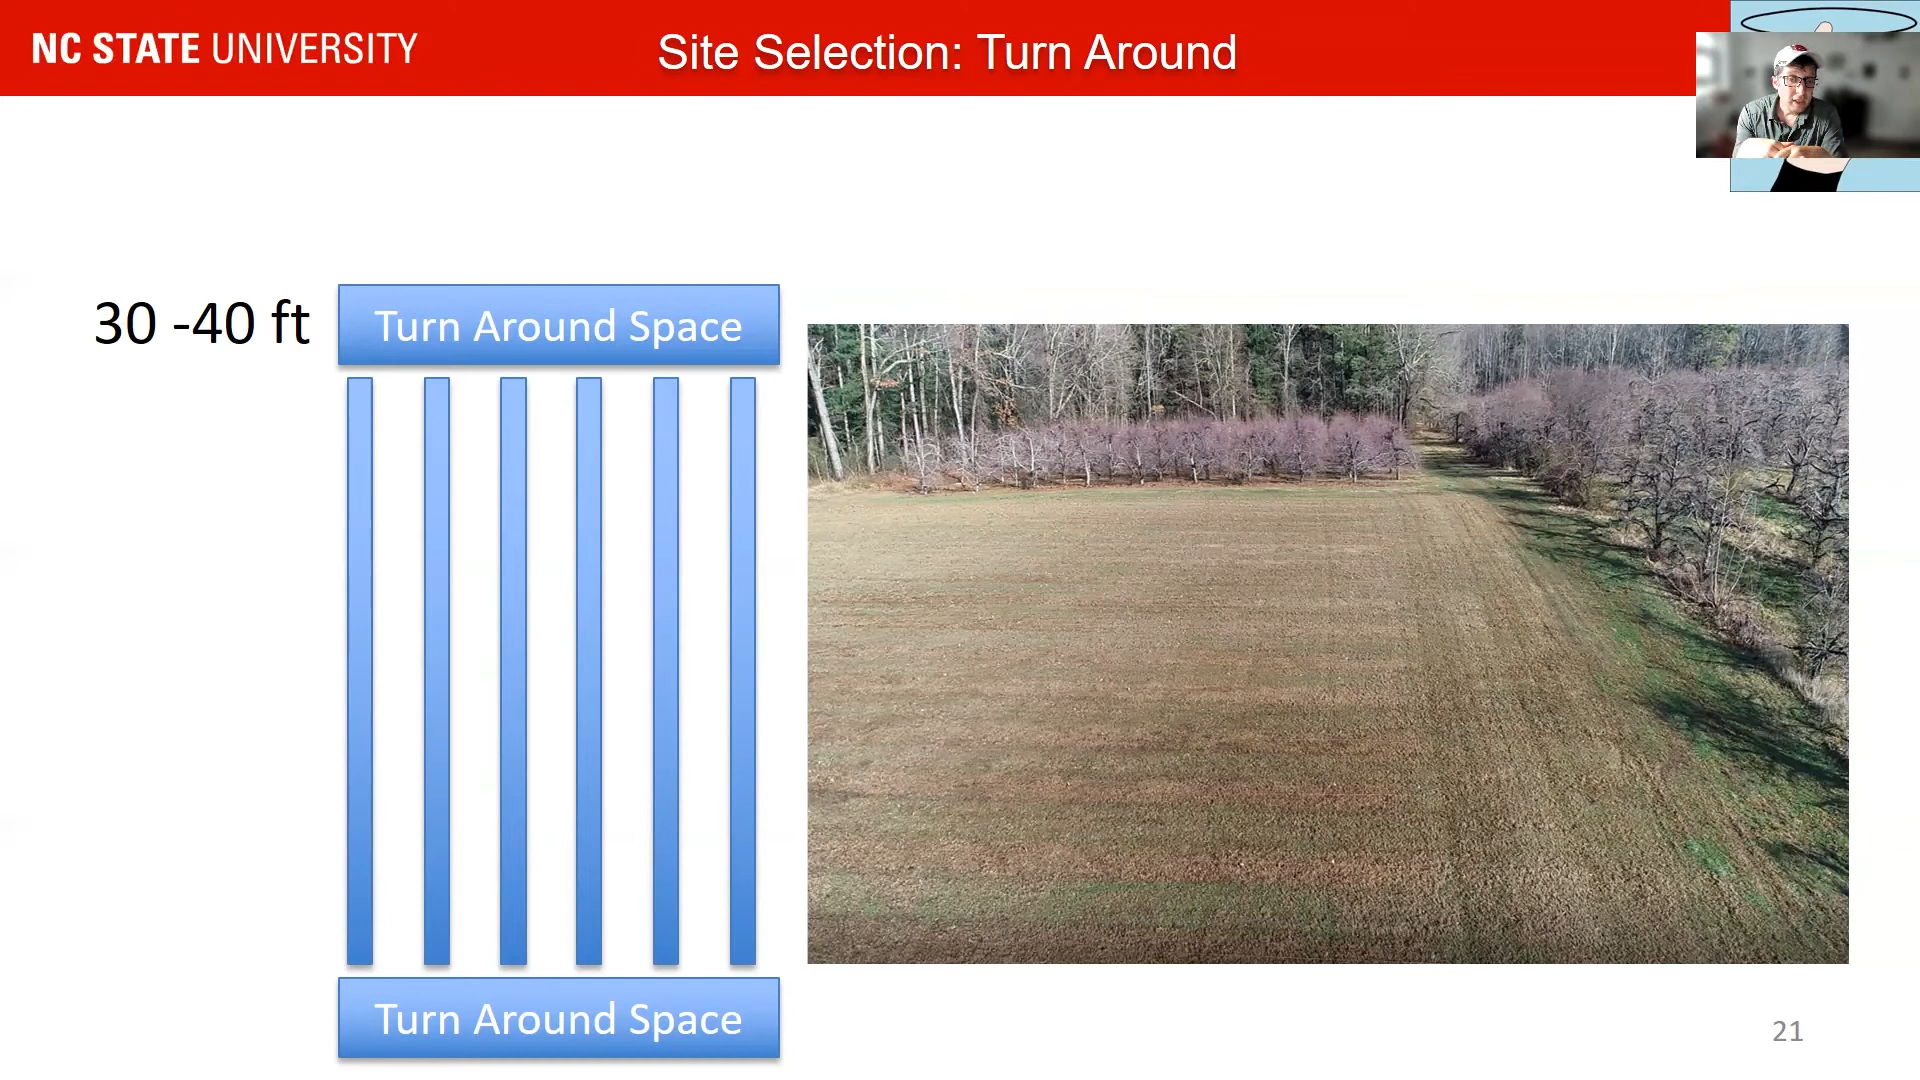 NC STATE UNIVERSITY
Site Selection: Turn Around
30 -40 ft
Turn Around Space
Turn Around Space
21